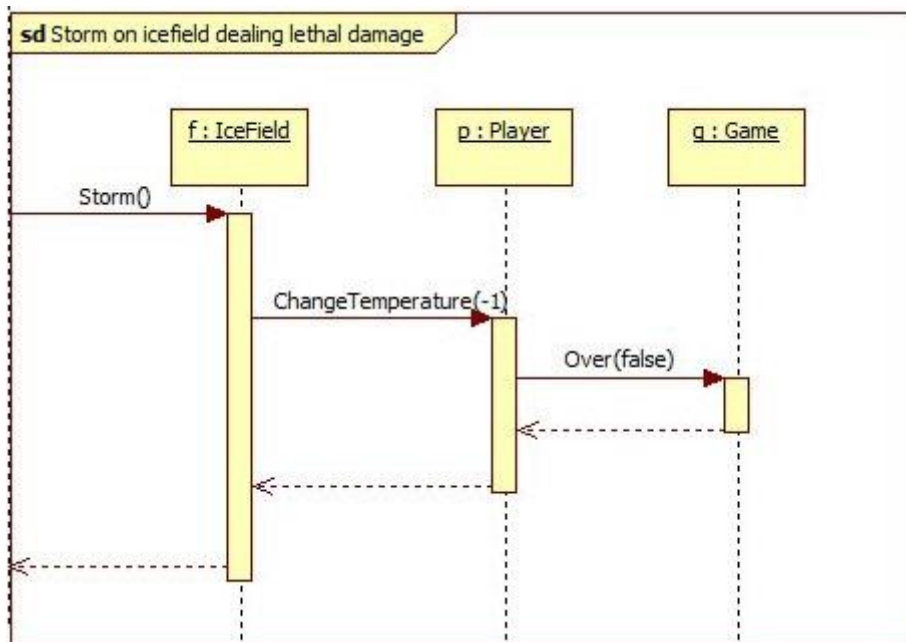 sd Storm on icefield dealing lethal damage
f : IceField
p : Player
g : Game
Storm()
ChangeTemperature(-1)
Over(false)